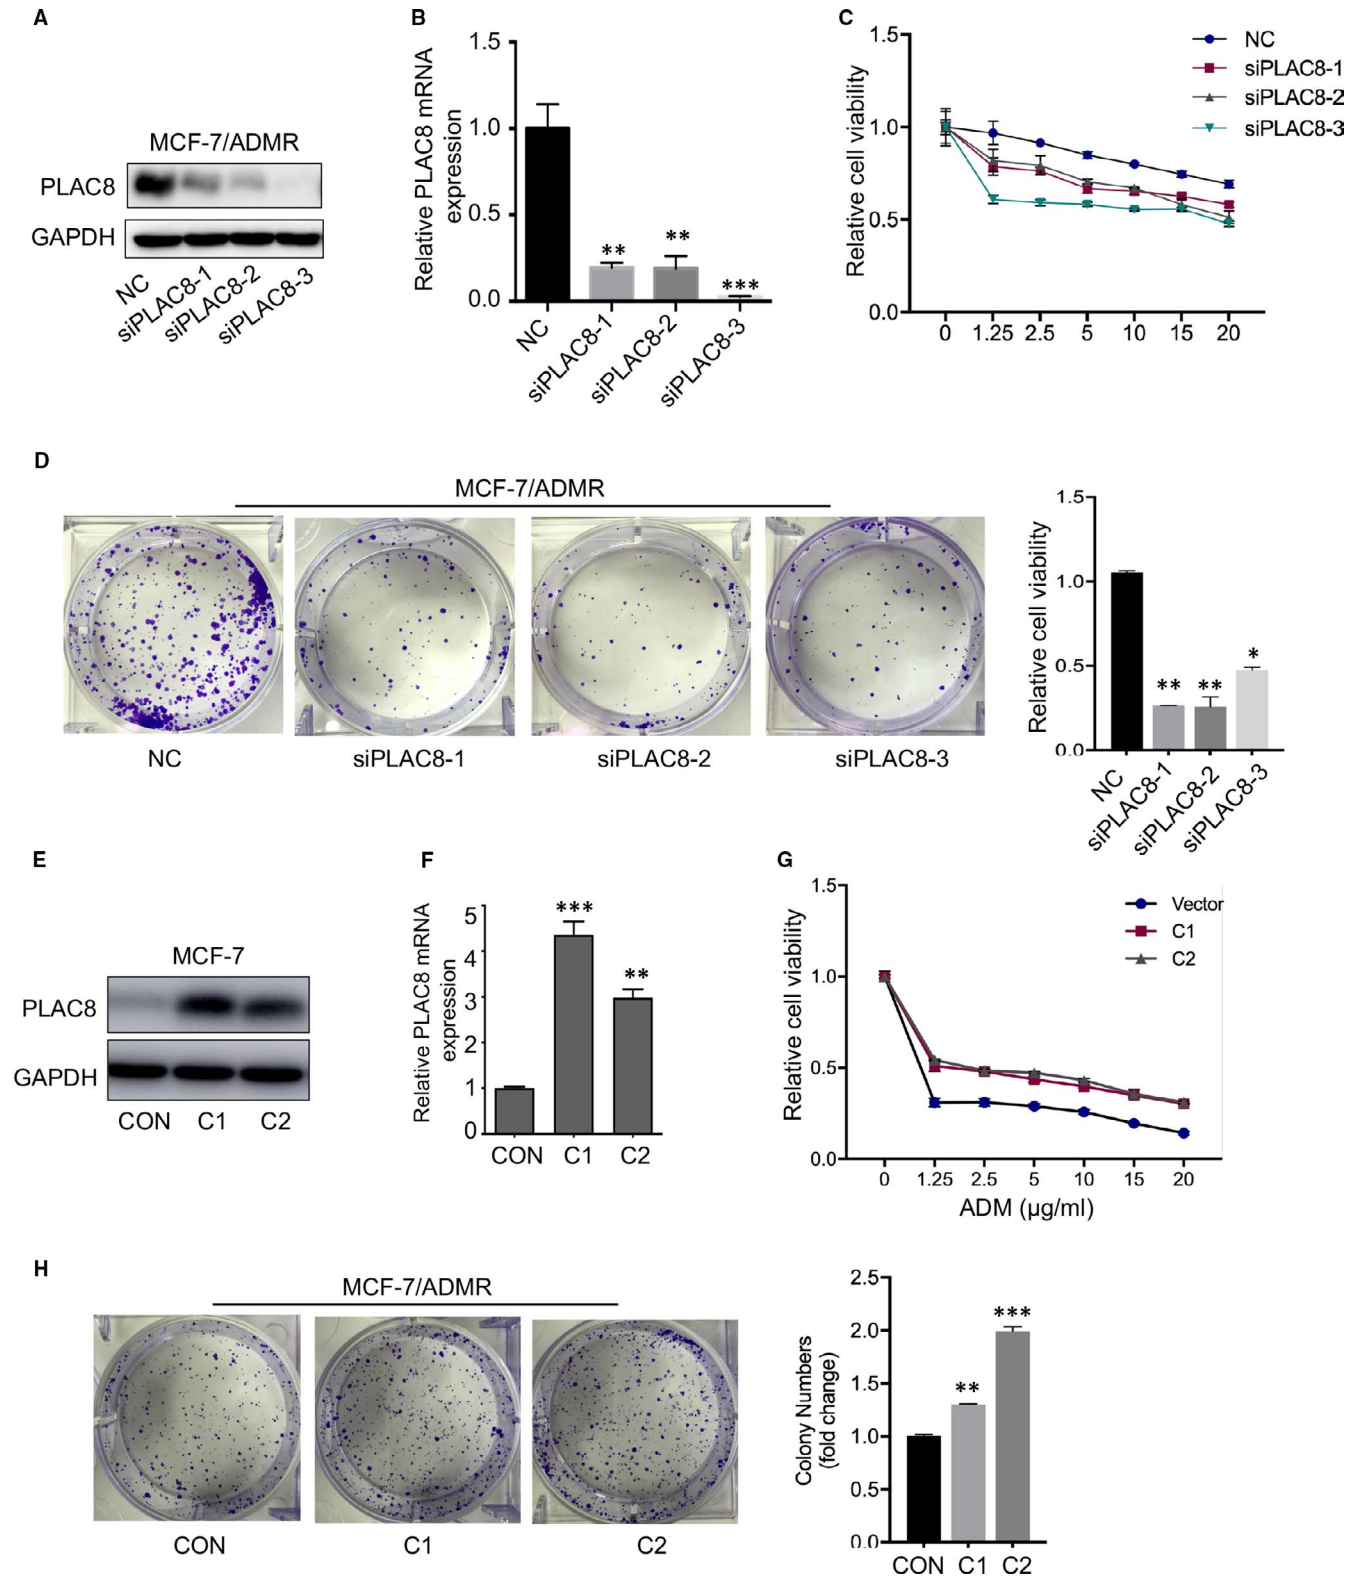 A
MCF-7/ADMR
PLAC8
GAPDH
NC
siPLAC8-1
siPLAC8-2
siPLAC8-3
B
Relative PLAC8 mRNA
expression
1.5
1.0
0.5
0.0
**
**
***
NC
siPLAC8-1
siPLAC8-2
siPLAC8-3
C
Relative cell viability
1.5
1.0
0.5
0.0
0 1.25 2.5 5 10 15 20
NC
siPLAC8-1
siPLAC8-2
siPLAC8-3
D
MCF-7/ADMR
NC
siPLAC8-1
siPLAC8-2
siPLAC8-3
Relative cell viability
1.5
1.0
0.5
0.0
**
**
*
NC
siPLAC8-1
siPLAC8-2
siPLAC8-3
E
MCF-7
PLAC8
GAPDH
CON C1 C2
F
Relative PLAC8 mRNA
expression
5
4
3
2
1
0
***
**
CON C1 C2
G
Relative cell viability
1.5
1.0
0.5
0.0
0 1.25 2.5 5 10 15 20
ADM (µg/ml)
Vector
C1
C2
H
MCF-7/ADMR
CON
C1
C2
Colony Numbers
(fold change)
2.5
2.0
1.5
1.0
0.5
0.0
**
***
CON C1 C2